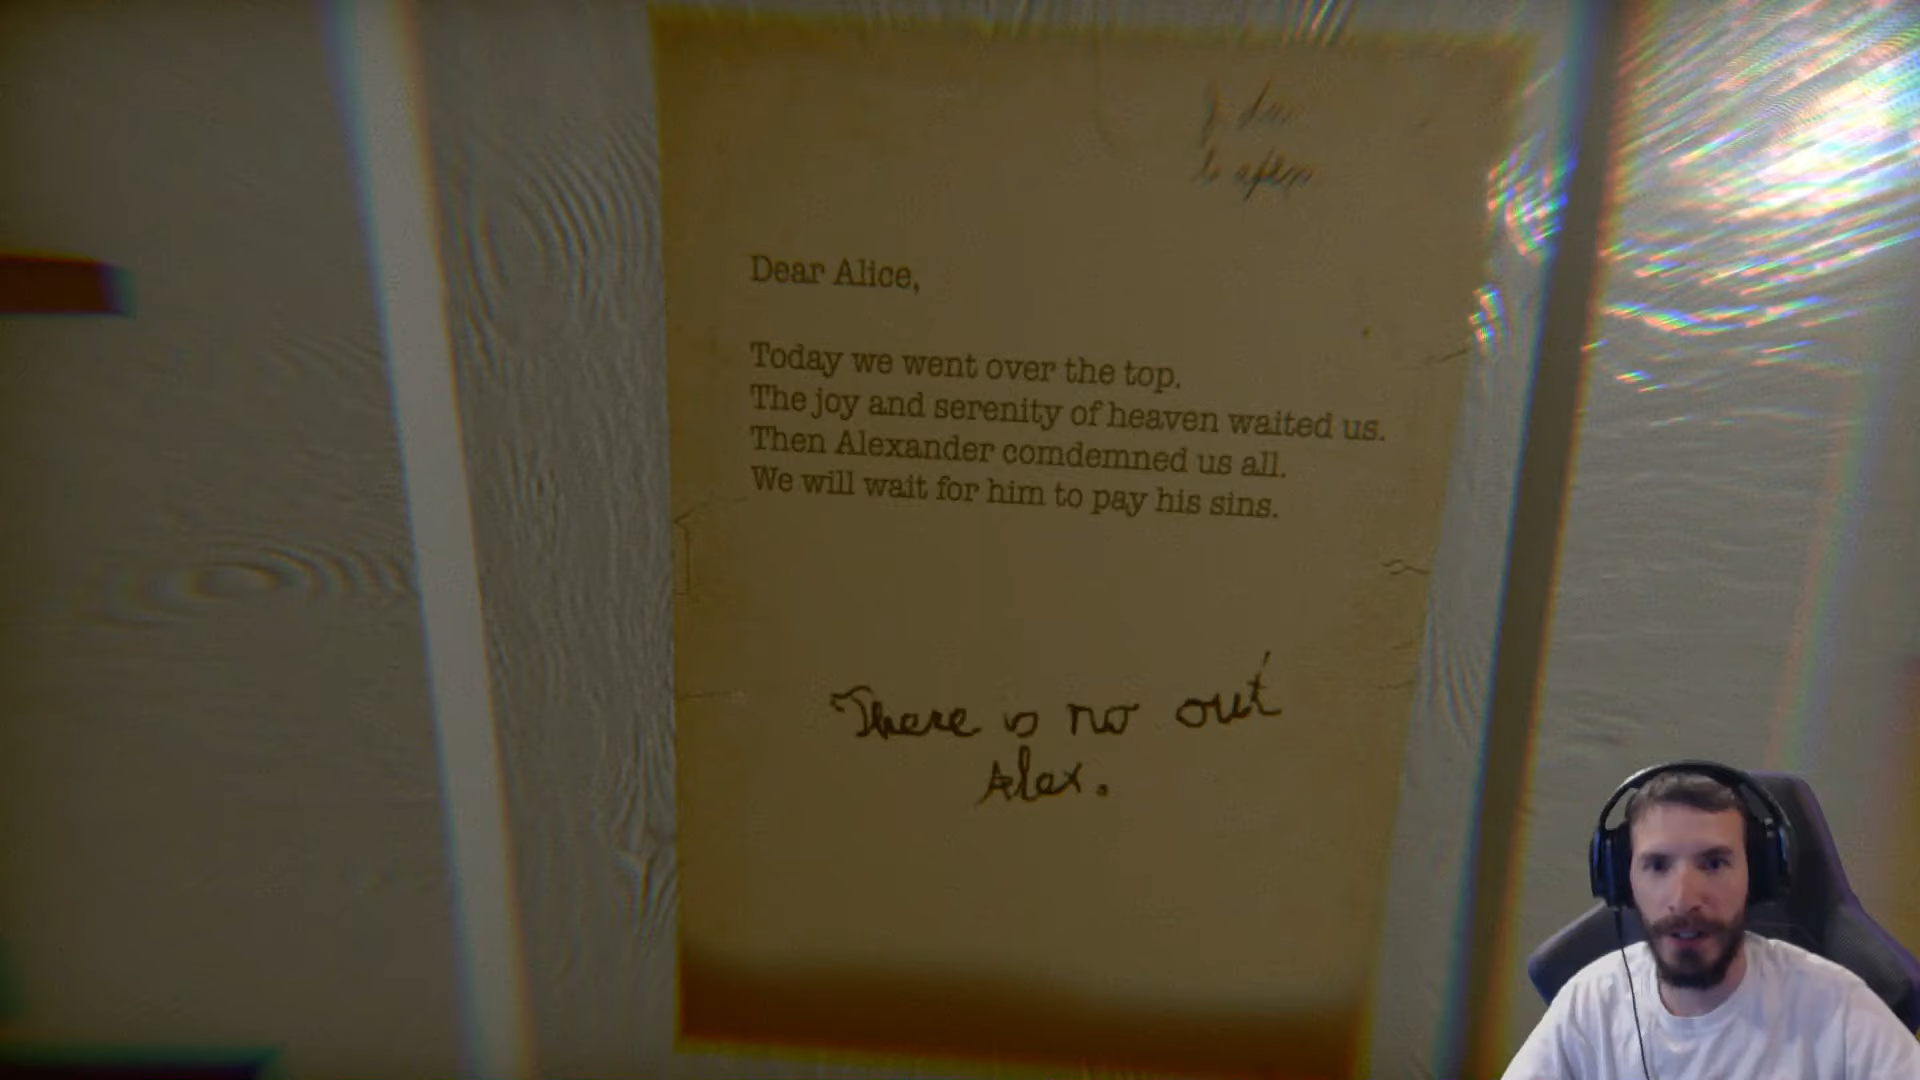 Dear Alice,
Today we went over the top.
The joy and serenity of heaven waited us.
Then Alexander comdemned us all.
We will wait for him to pay his sins.
There is no out
Alex.